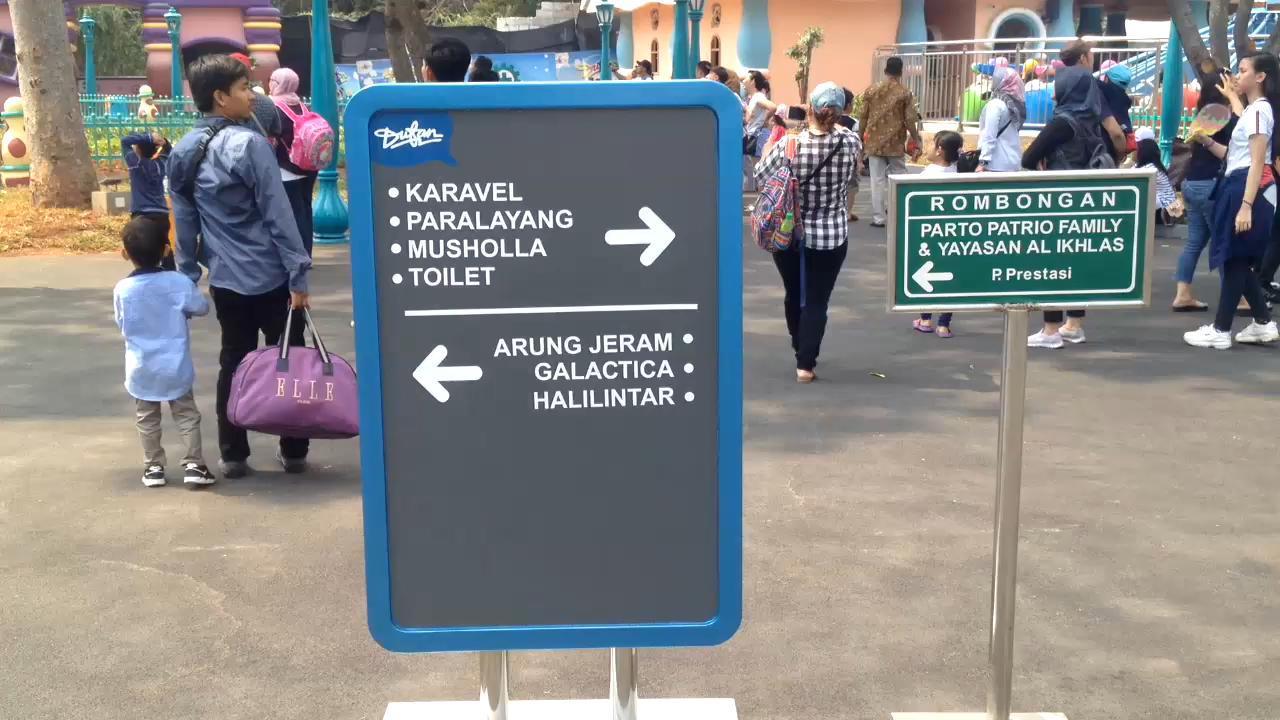 Dufan
• KARAVEL
• PARALAYANG
• MUSHOLLA
• TOILET
ARUNG JERAM •
GALACTICA •
HALILINTAR •
ROMBONGAN
PARTO PATRIO FAMILY
& YAYASAN AL IKHLAS
P. Prestasi
ELLE